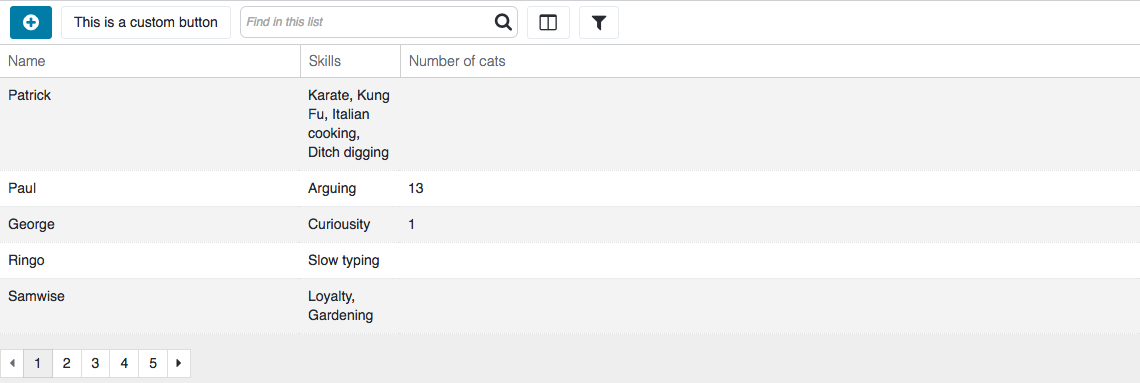 This is a custom button
Find in this list
Name Skills Number of cats
Patrick Karate, Kung
Fu, Italian
cooking,
Ditch digging
Paul Arguing 13
George Curiousity 1
Ringo Slow typing
Samwise Loyalty,
Gardening
1 2 3 4 5